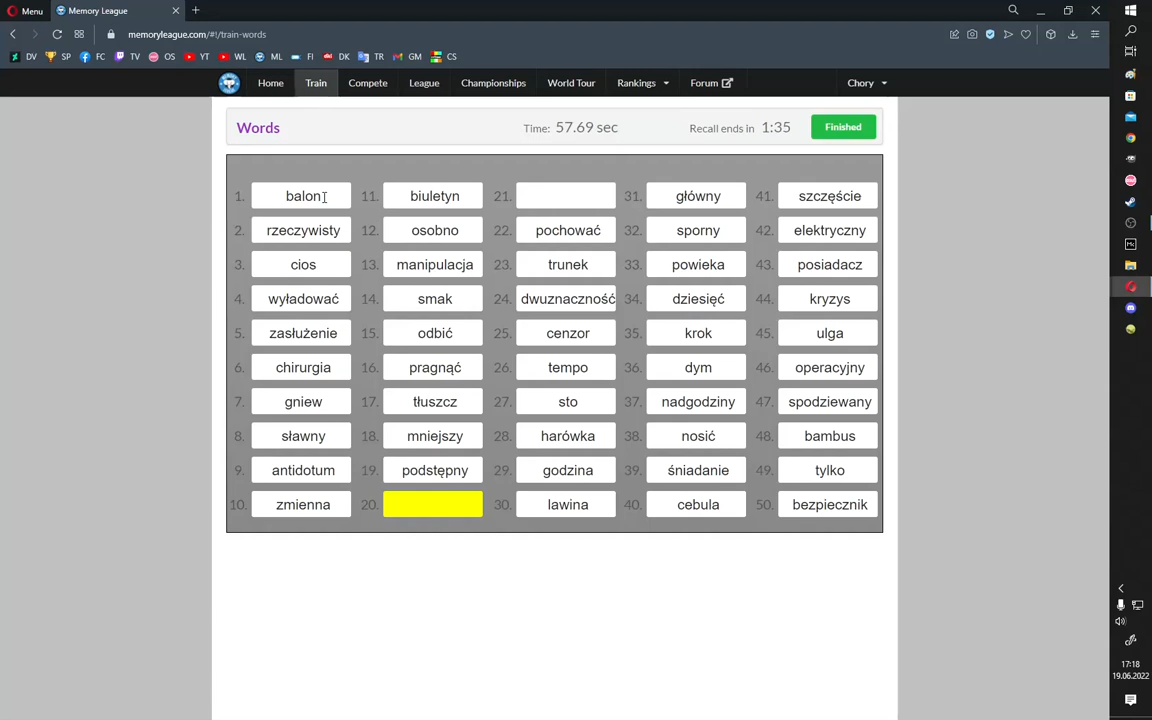 Menu
Memory League
memoryleague.com/#!/train-words
DV SP FC TV OS YT WL ML FI DK TR GM CS
Home Train Compete League Championships World Tour Rankings Forum Chory
Words Time: 57.69 sec Recall ends in 1:35 Finished
1. balon 11. biuletyn 21. 31. główny 41. szczęście
2. rzeczywisty 12. osobno 22. pochować 32. sporny 42. elektryczny
3. cios 13. manipulacja 23. trunek 33. powieka 43. posiadacz
4. wyładować 14. smak 24. dwuznaczność 34. dziesięć 44. kryzys
5. zasłużenie 15. odbić 25. cenzor 35. krok 45. ulga
6. chirurgia 16. pragnąć 26. tempo 36. dym 46. operacyjny
7. gniew 17. tłuszcz 27. sto 37. nadgodziny 47. spodziewany
8. sławny 18. mniejszy 28. harówka 38. nosić 48. bambus
9. antidotum 19. podstępny 29. godzina 39. śniadanie 49. tylko
10. zmienna 20. 30. lawina 40. cebula 50. bezpiecznik
17:18
19.06.2022